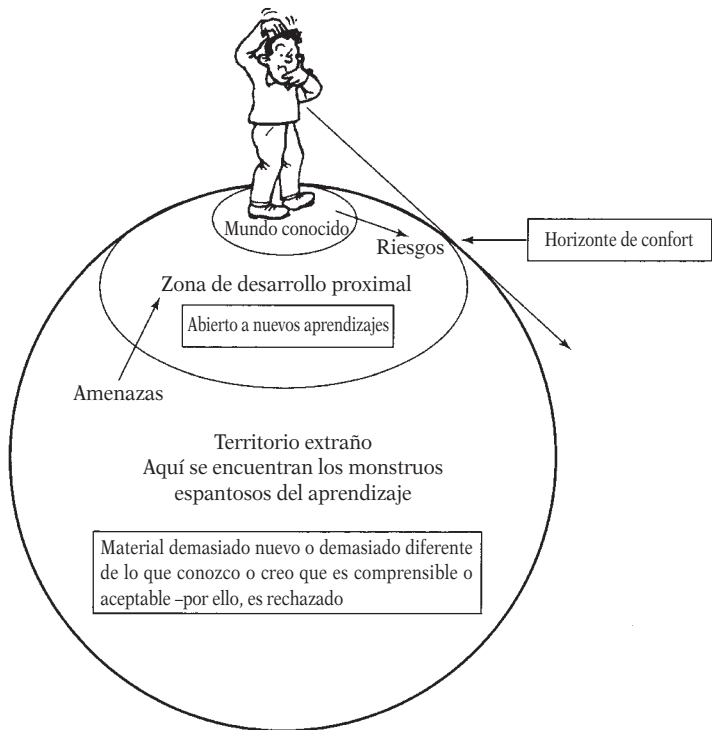 Mundo conocido
Riesgos
Horizonte de confort
Zona de desarrollo proximal
Abierto a nuevos aprendizajes
Amenazas
Territorio extraño
Aquí se encuentran los monstruos
espantosos del aprendizaje
Material demasiado nuevo o demasiado diferente
de lo que conozco o creo que es comprensible o
aceptable –por ello, es rechazado